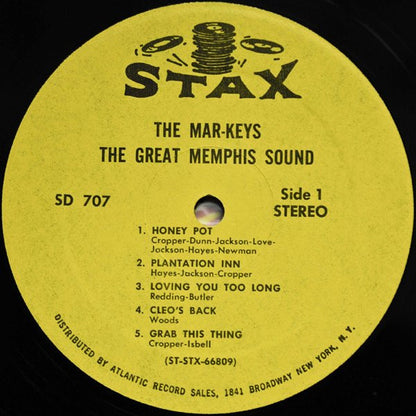 STAX
THE MAR-KEYS
THE GREAT MEMPHIS SOUND
SD 707
Side 1
STEREO
1. HONEY POT
Cropper-Dunn-Jackson-Love-
Jackson-Hayes-Newman
2. PLANTATION INN
Hayes-Jackson-Cropper
3. LOVING YOU TOO LONG
Redding-Butler
4. CLEO'S BACK
Woods
5. GRAB THIS THING
Cropper-Isbell
(ST-STX-66809)
DISTRIBUTED BY ATLANTIC RECORD SALES, 1841 BROADWAY NEW YORK, N.Y.